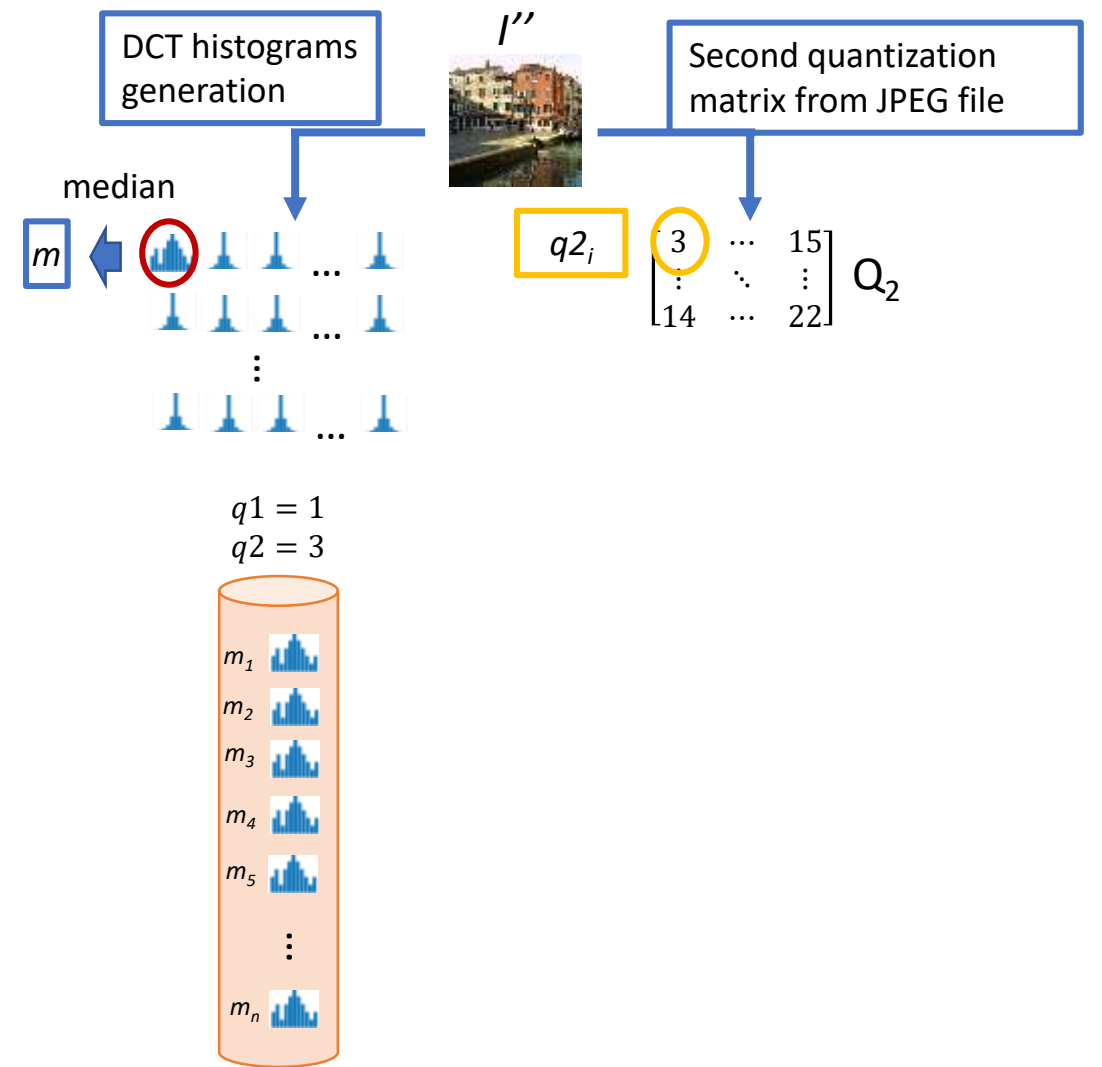 I''
DCT histograms
generation
Second quantization
matrix from JPEG file
median
m
...
q2i
3 ⋯ 15
⋮ ⋱ ⋮
14 ⋯ 22
Q2
...
⋮
...
q1 = 1
q2 = 3
m1
m2
m3
m4
m5
⋮
mn